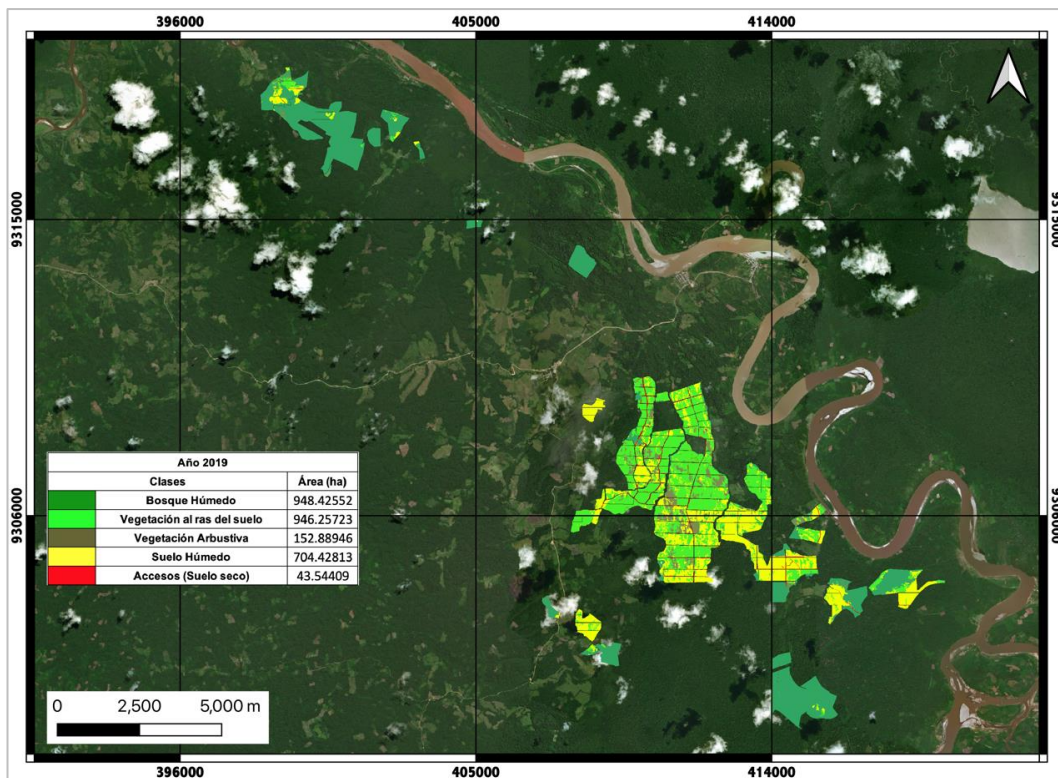 396000 405000 414000
9315000 9315000
Año 2019
Clases Área (ha)
Bosque Húmedo 948.42552
Vegetación al ras del suelo 946.25723
Vegetación Arbustiva 152.88946
Suelo Húmedo 704.42813
Accesos (Suelo seco) 43.54409
9306000 9306000
0 2,500 5,000 m
396000 405000 414000